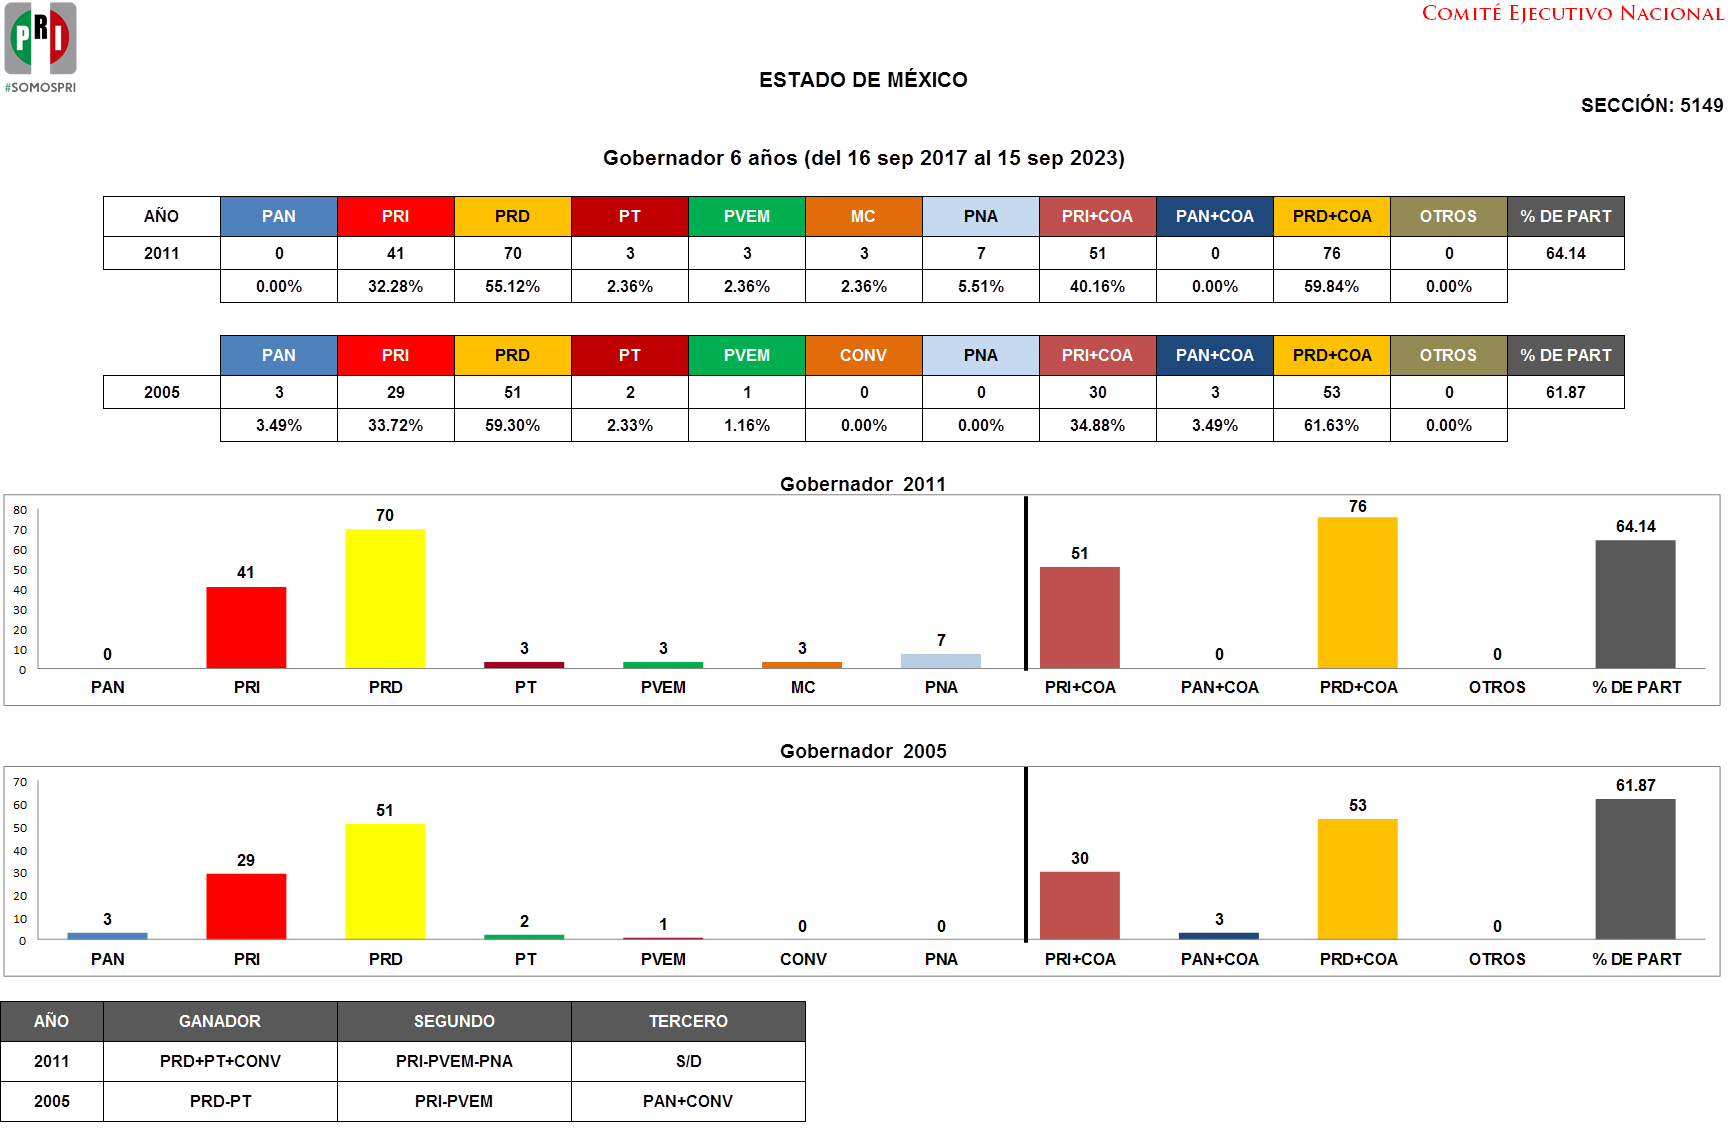 PRI
#SOMOSPRI
COMITÉ EJECUTIVO NACIONAL
ESTADO DE MÉXICO
SECCIÓN: 5149
Gobernador 6 años (del 16 sep 2017 al 15 sep 2023)
AÑO PAN PRI PRD PT PVEM MC PNA PRI+COA PAN+COA PRD+COA OTROS % DE PART
2011 0 41 70 3 3 3 7 51 0 76 0 64.14
0.00% 32.28% 55.12% 2.36% 2.36% 2.36% 5.51% 40.16% 0.00% 59.84% 0.00%
PAN PRI PRD PT PVEM CONV PNA PRI+COA PAN+COA PRD+COA OTROS % DE PART
2005 3 29 51 2 1 0 0 30 3 53 0 61.87
3.49% 33.72% 59.30% 2.33% 1.16% 0.00% 0.00% 34.88% 3.49% 61.63% 0.00%
Gobernador 2011
80
70
60
50
40
30
20
10
0
0 41 70 3 3 3 7 51 0 76 0 64.14
PAN PRI PRD PT PVEM MC PNA PRI+COA PAN+COA PRD+COA OTROS % DE PART
Gobernador 2005
70
60
50
40
30
20
10
0
3 29 51 2 1 0 0 30 3 53 0 61.87
PAN PRI PRD PT PVEM CONV PNA PRI+COA PAN+COA PRD+COA OTROS % DE PART
AÑO GANADOR SEGUNDO TERCERO
2011 PRD+PT+CONV PRI-PVEM-PNA S/D
2005 PRD-PT PRI-PVEM PAN+CONV